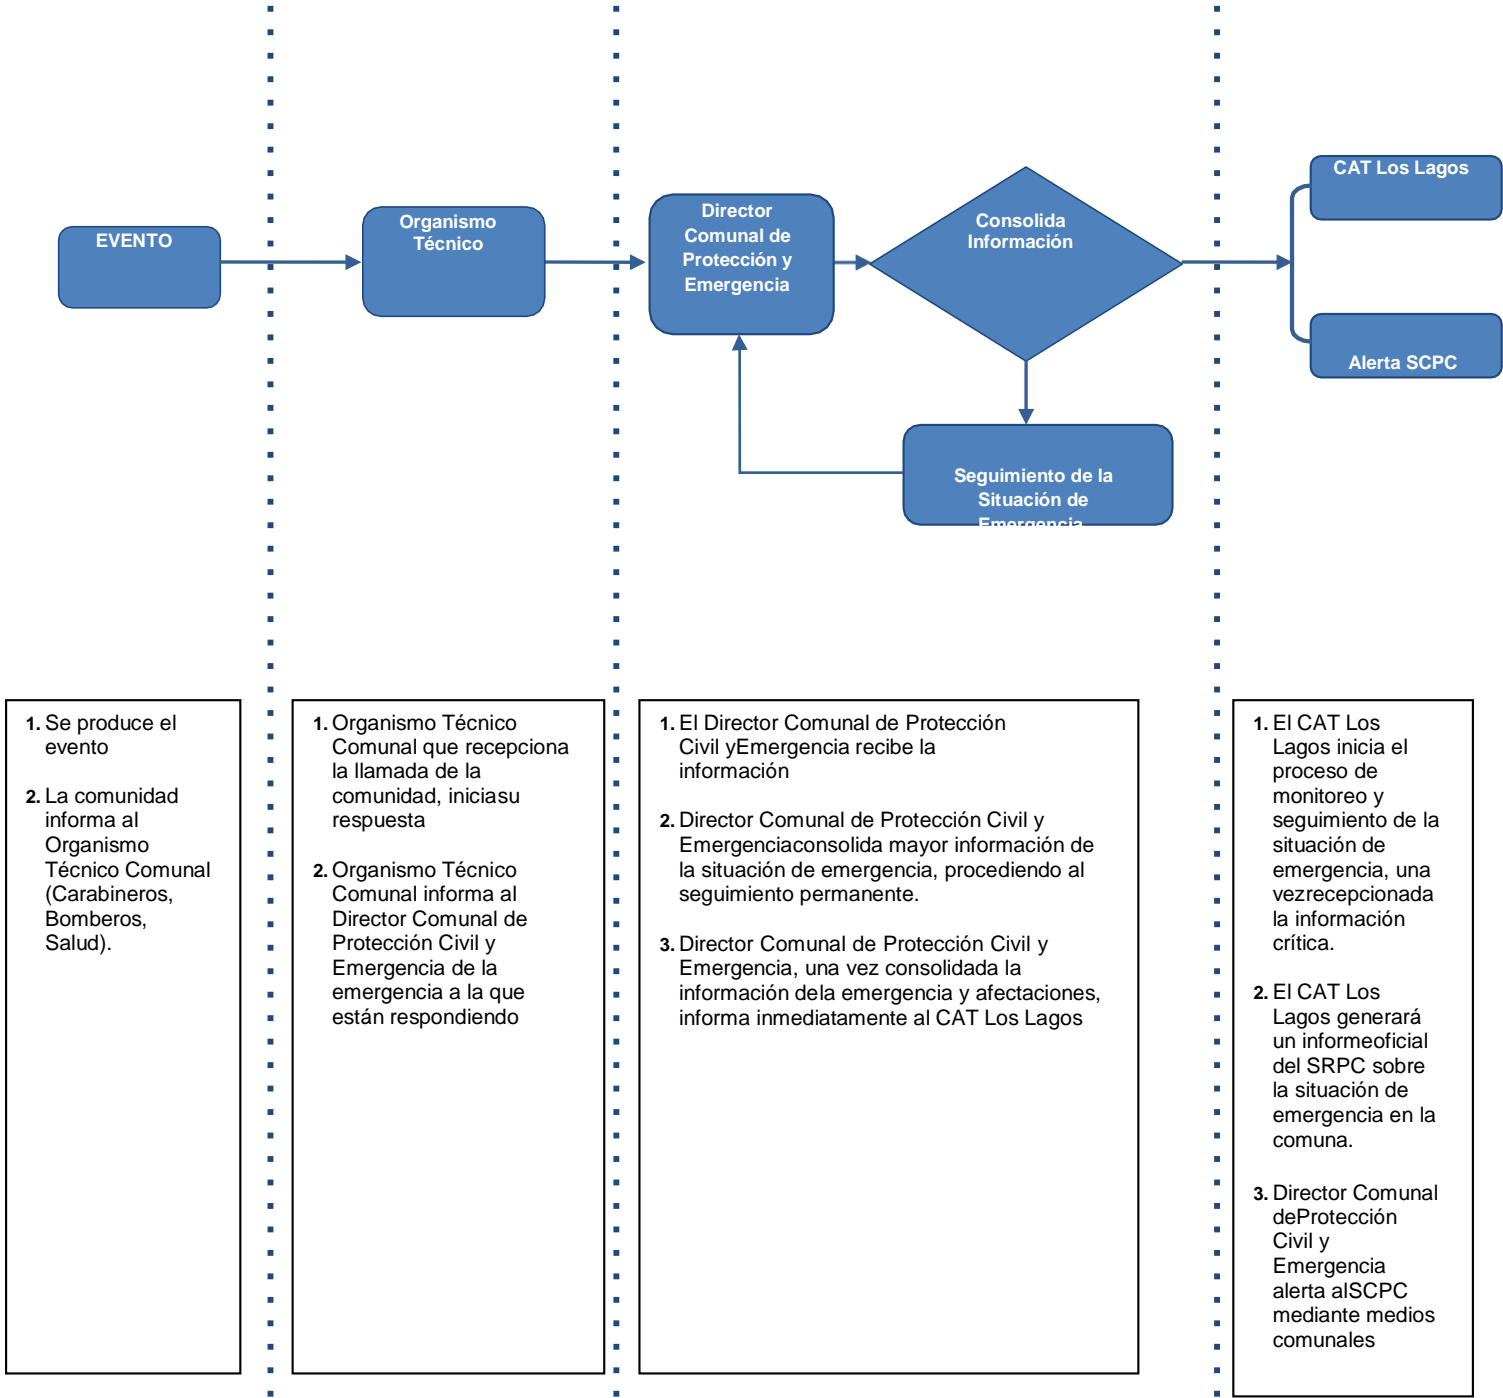 EVENTO
Organismo
Técnico
Director
Comunal de
Protección y
Emergencia
Consolida
Información
CAT Los Lagos
Alerta SCPC
Seguimiento de la
Situación de
Emergencia
1. Se produce el
evento
2. La comunidad
informa al
Organismo
Técnico Comunal
(Carabineros,
Bomberos,
Salud).
1. Organismo Técnico
Comunal que recepciona
la llamada de la
comunidad, iniciasu
respuesta
2. Organismo Técnico
Comunal informa al
Director Comunal de
Protección Civil y
Emergencia de la
emergencia a la que
están respondiendo
1. El Director Comunal de Protección
Civil yEmergencia recibe la
información
2. Director Comunal de Protección Civil y
Emergenciaconsolida mayor información de
la situación de emergencia, procediendo al
seguimiento permanente.
3. Director Comunal de Protección Civil y
Emergencia, una vez consolidada la
información dela emergencia y afectaciones,
informa inmediatamente al CAT Los Lagos
1. El CAT Los
Lagos inicia el
proceso de
monitoreo y
seguimiento de la
situación de
emergencia, una
vezrecepcionada
la información
crítica.
2. El CAT Los
Lagos generará
un informeoficial
del SRPC sobre
la situación de
emergencia en la
comuna.
3. Director Comunal
deProtección
Civil y
Emergencia
alerta alSCPC
mediante medios
comunales